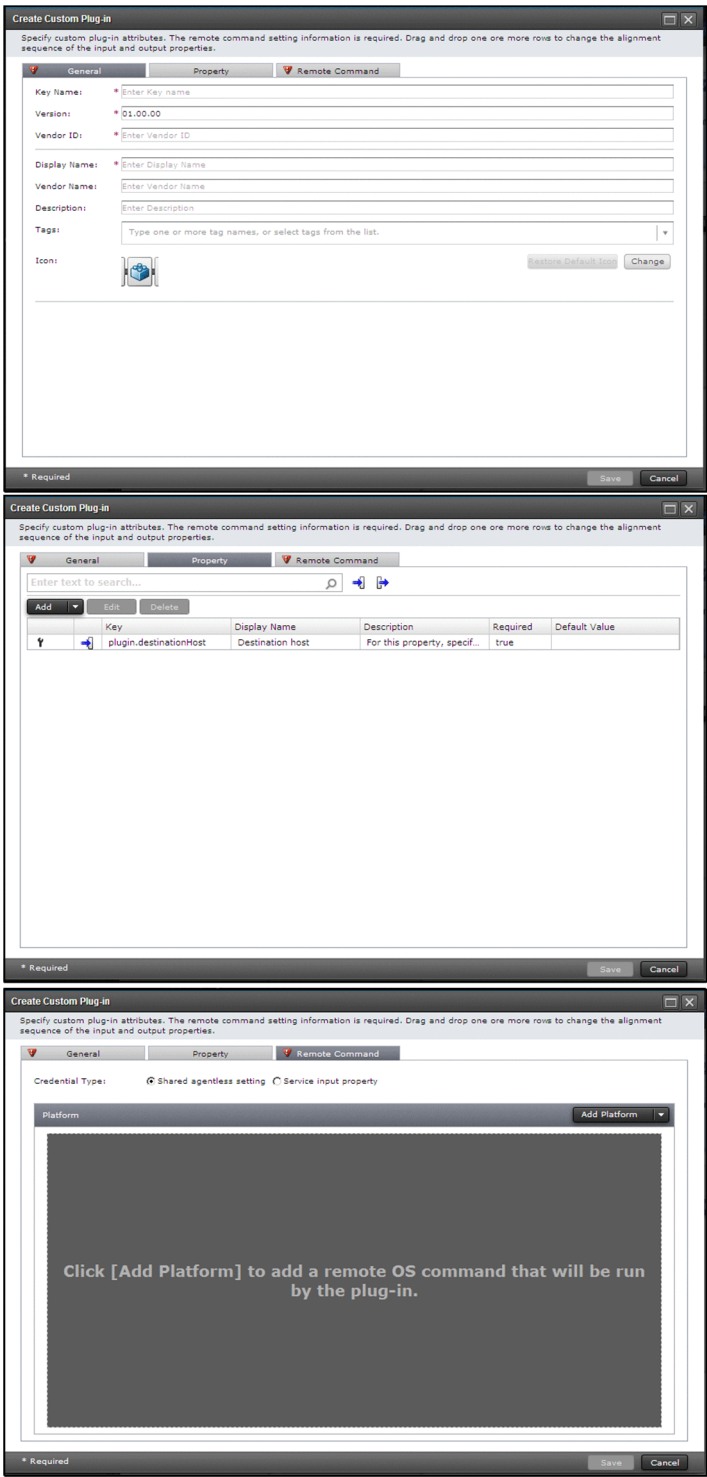 Create Custom Plug-in
Specify custom plug-in attributes. The remote command setting information is required. Drag and drop one ore more rows to change the alignment
sequence of the input and output properties.
General Property Remote Command
Key Name: * Enter Key name
Version: * 01.00.00
Vendor ID: * Enter Vendor ID
Display Name: * Enter Display Name
Vendor Name: Enter Vendor Name
Description: Enter Description
Tags: Type one or more tag names, or select tags from the list.
Icon: Restore Default Icon Change
* Required Save Cancel
Create Custom Plug-in
Specify custom plug-in attributes. The remote command setting information is required. Drag and drop one ore more rows to change the alignment
sequence of the input and output properties.
General Property Remote Command
Enter text to search...
Add Edit Delete
Key Display Name Description Required Default Value
plugin.destinationHost Destination host For this property, specif... true
* Required Save Cancel
Create Custom Plug-in
Specify custom plug-in attributes. The remote command setting information is required. Drag and drop one ore more rows to change the alignment
sequence of the input and output properties.
General Property Remote Command
Credential Type: Shared agentless setting Service input property
Platform Add Platform
Click [Add Platform] to add a remote OS command that will be run
by the plug-in.
* Required Save Cancel